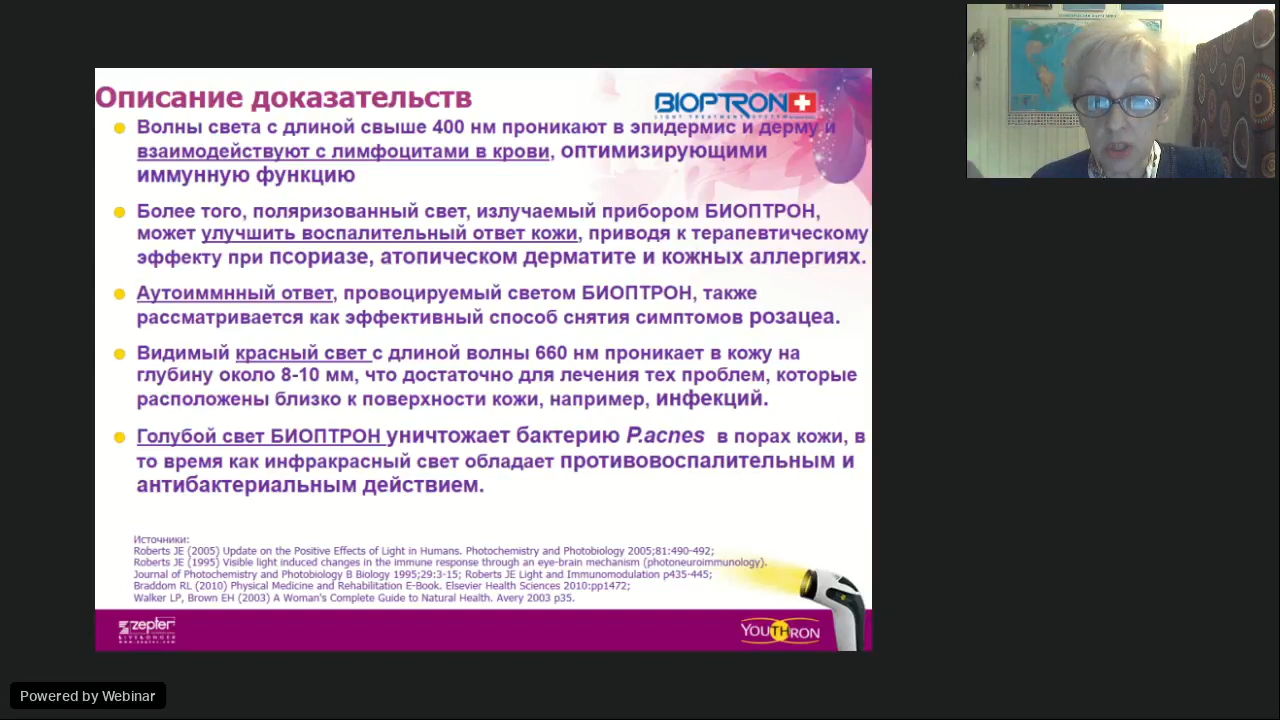 Описание доказательств
BIOPTRON
LIGHT THERAPY SYSTEM
Волны света с длиной свыше 400 нм проникают в эпидермис и дерму и
взаимодействуют с лимфоцитами в крови, оптимизирующими
иммунную функцию
Более того, поляризованный свет, излучаемый прибором БИОПТРОН,
может улучшить воспалительный ответ кожи, приводя к терапевтическому
эффекту при псориазе, атопическом дерматите и кожных аллергиях.
Аутоиммнный ответ, провоцируемый светом БИОПТРОН, также
рассматривается как эффективный способ снятия симптомов розацеа.
Видимый красный свет с длиной волны 660 нм проникает в кожу на
глубину около 8-10 мм, что достаточно для лечения тех проблем, которые
расположены близко к поверхности кожи, например, инфекций.
Голубой свет БИОПТРОН уничтожает бактерию P.acnes в порах кожи, в
то время как инфракрасный свет обладает противовоспалительным и
антибактериальным действием.
Источники:
Roberts JE (2005) Update on the Positive Effects of Light in Humans. Photochemistry and Photobiology 2005;81:490-492;
Roberts JE (1995) Visible light induced changes in the immune response through an eye-brain mechanism (photoneuroimmunology).
Journal of Photochemistry and Photobiology B Biology 1995;29:3-15; Roberts JE Light and Immunomodulation p435-445;
Braddom RL (2010) Physical Medicine and Rehabilitation E-Book. Elsevier Health Sciences 2010:pp1472;
Walker LP, Brown EH (2003) A Woman's Complete Guide to Natural Health. Avery 2003 p35.
zepter
LIVE LONGER
www.zepter.com
YOUTHRON
Powered by Webinar